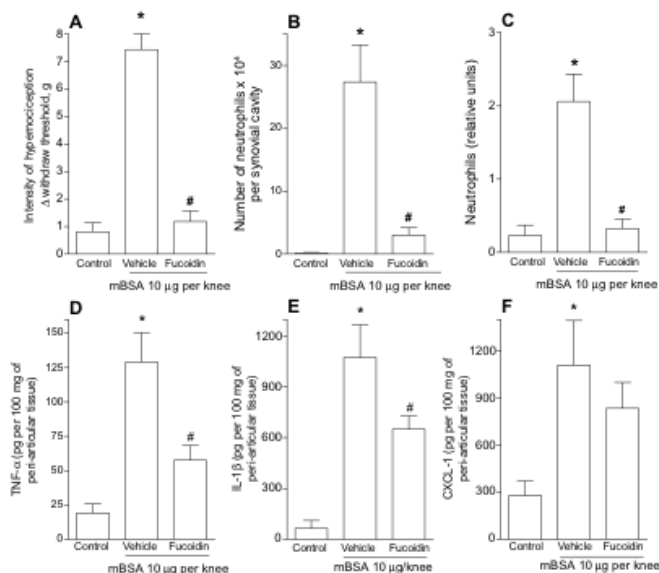 A
Intensity of hypernociception
Δ withdraw threshold, g
8
7
6
5
4
3
2
1
0
*
#
Control Vehicle Fucoidin
mBSA 10 µg per knee
B
Number of neutrophils x 10⁴
per synovial cavity
30
20
10
0
*
#
Control Vehicle Fucoidin
mBSA 10 µg per knee
C
Neutrophils (relative units)
3
2
1
0
*
#
Control Vehicle Fucoidin
mBSA 10 µg per knee
D
TNF-α (pg per 100 mg of
peri-articular tissue)
150
125
100
75
50
25
0
*
#
Control Vehicle Fucoidin
mBSA 10 µg per knee
E
IL-1β (pg per 100 mg of
peri-articular tissue)
1200
900
600
300
0
*
#
Control Vehicle Fucoidin
mBSA 10 µg/knee
F
CXCL-1 (pg per 100 mg of
peri-articular tissue)
1200
900
600
300
0
*
Control Vehicle Fucoidin
mBSA 10 µg per knee